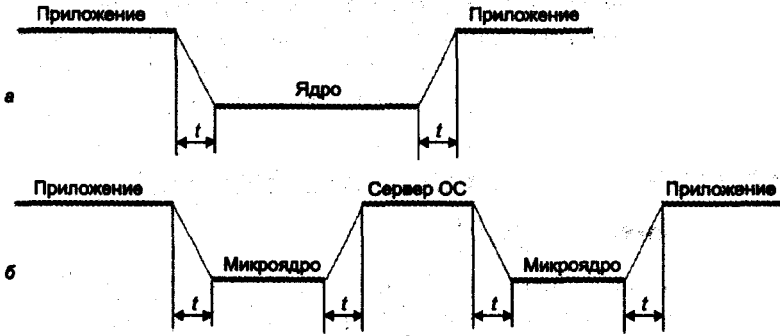 Приложение Приложение
Ядро
а
t t
Приложение Сервер ОС Приложение
Микроядро Микроядро
б
t t t t